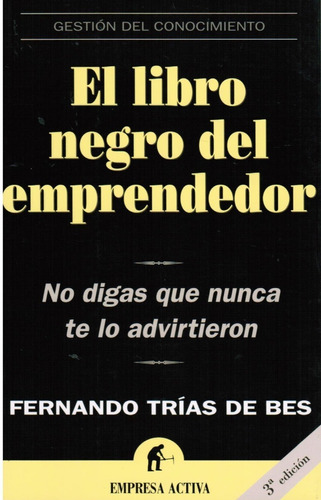 GESTIÓN DEL CONOCIMIENTO
El libro
negro del
emprendedor
No digas que nunca
te lo advirtieron
FERNANDO TRÍAS DE BES
3ª edición
EMPRESA ACTIVA